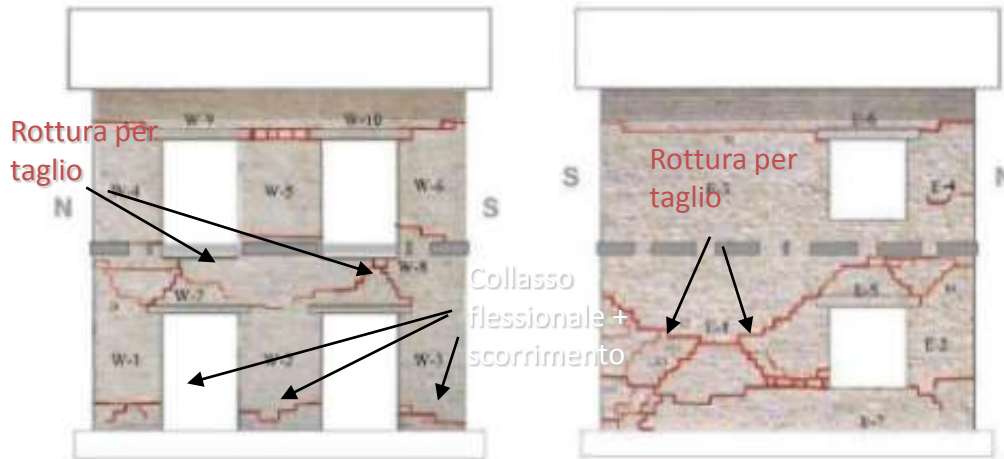 W-9
W-10
Rottura per
taglio
W-4
W-5
W-6
N
S
W-8
W-7
Collasso
flessionale +
scorrimento
W-1
W-2
W-3
E-6
Rottura per
taglio
S
E-4
N
E-5
E-2
E-7